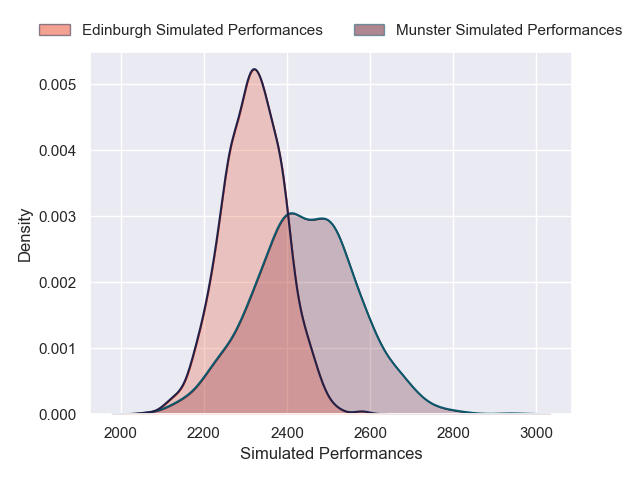 Edinburgh Simulated Performances Munster Simulated Performances
0.005
0.004
0.003
0.002
0.001
0.000
Density
2000 2200 2400 2600 2800 3000
Simulated Performances